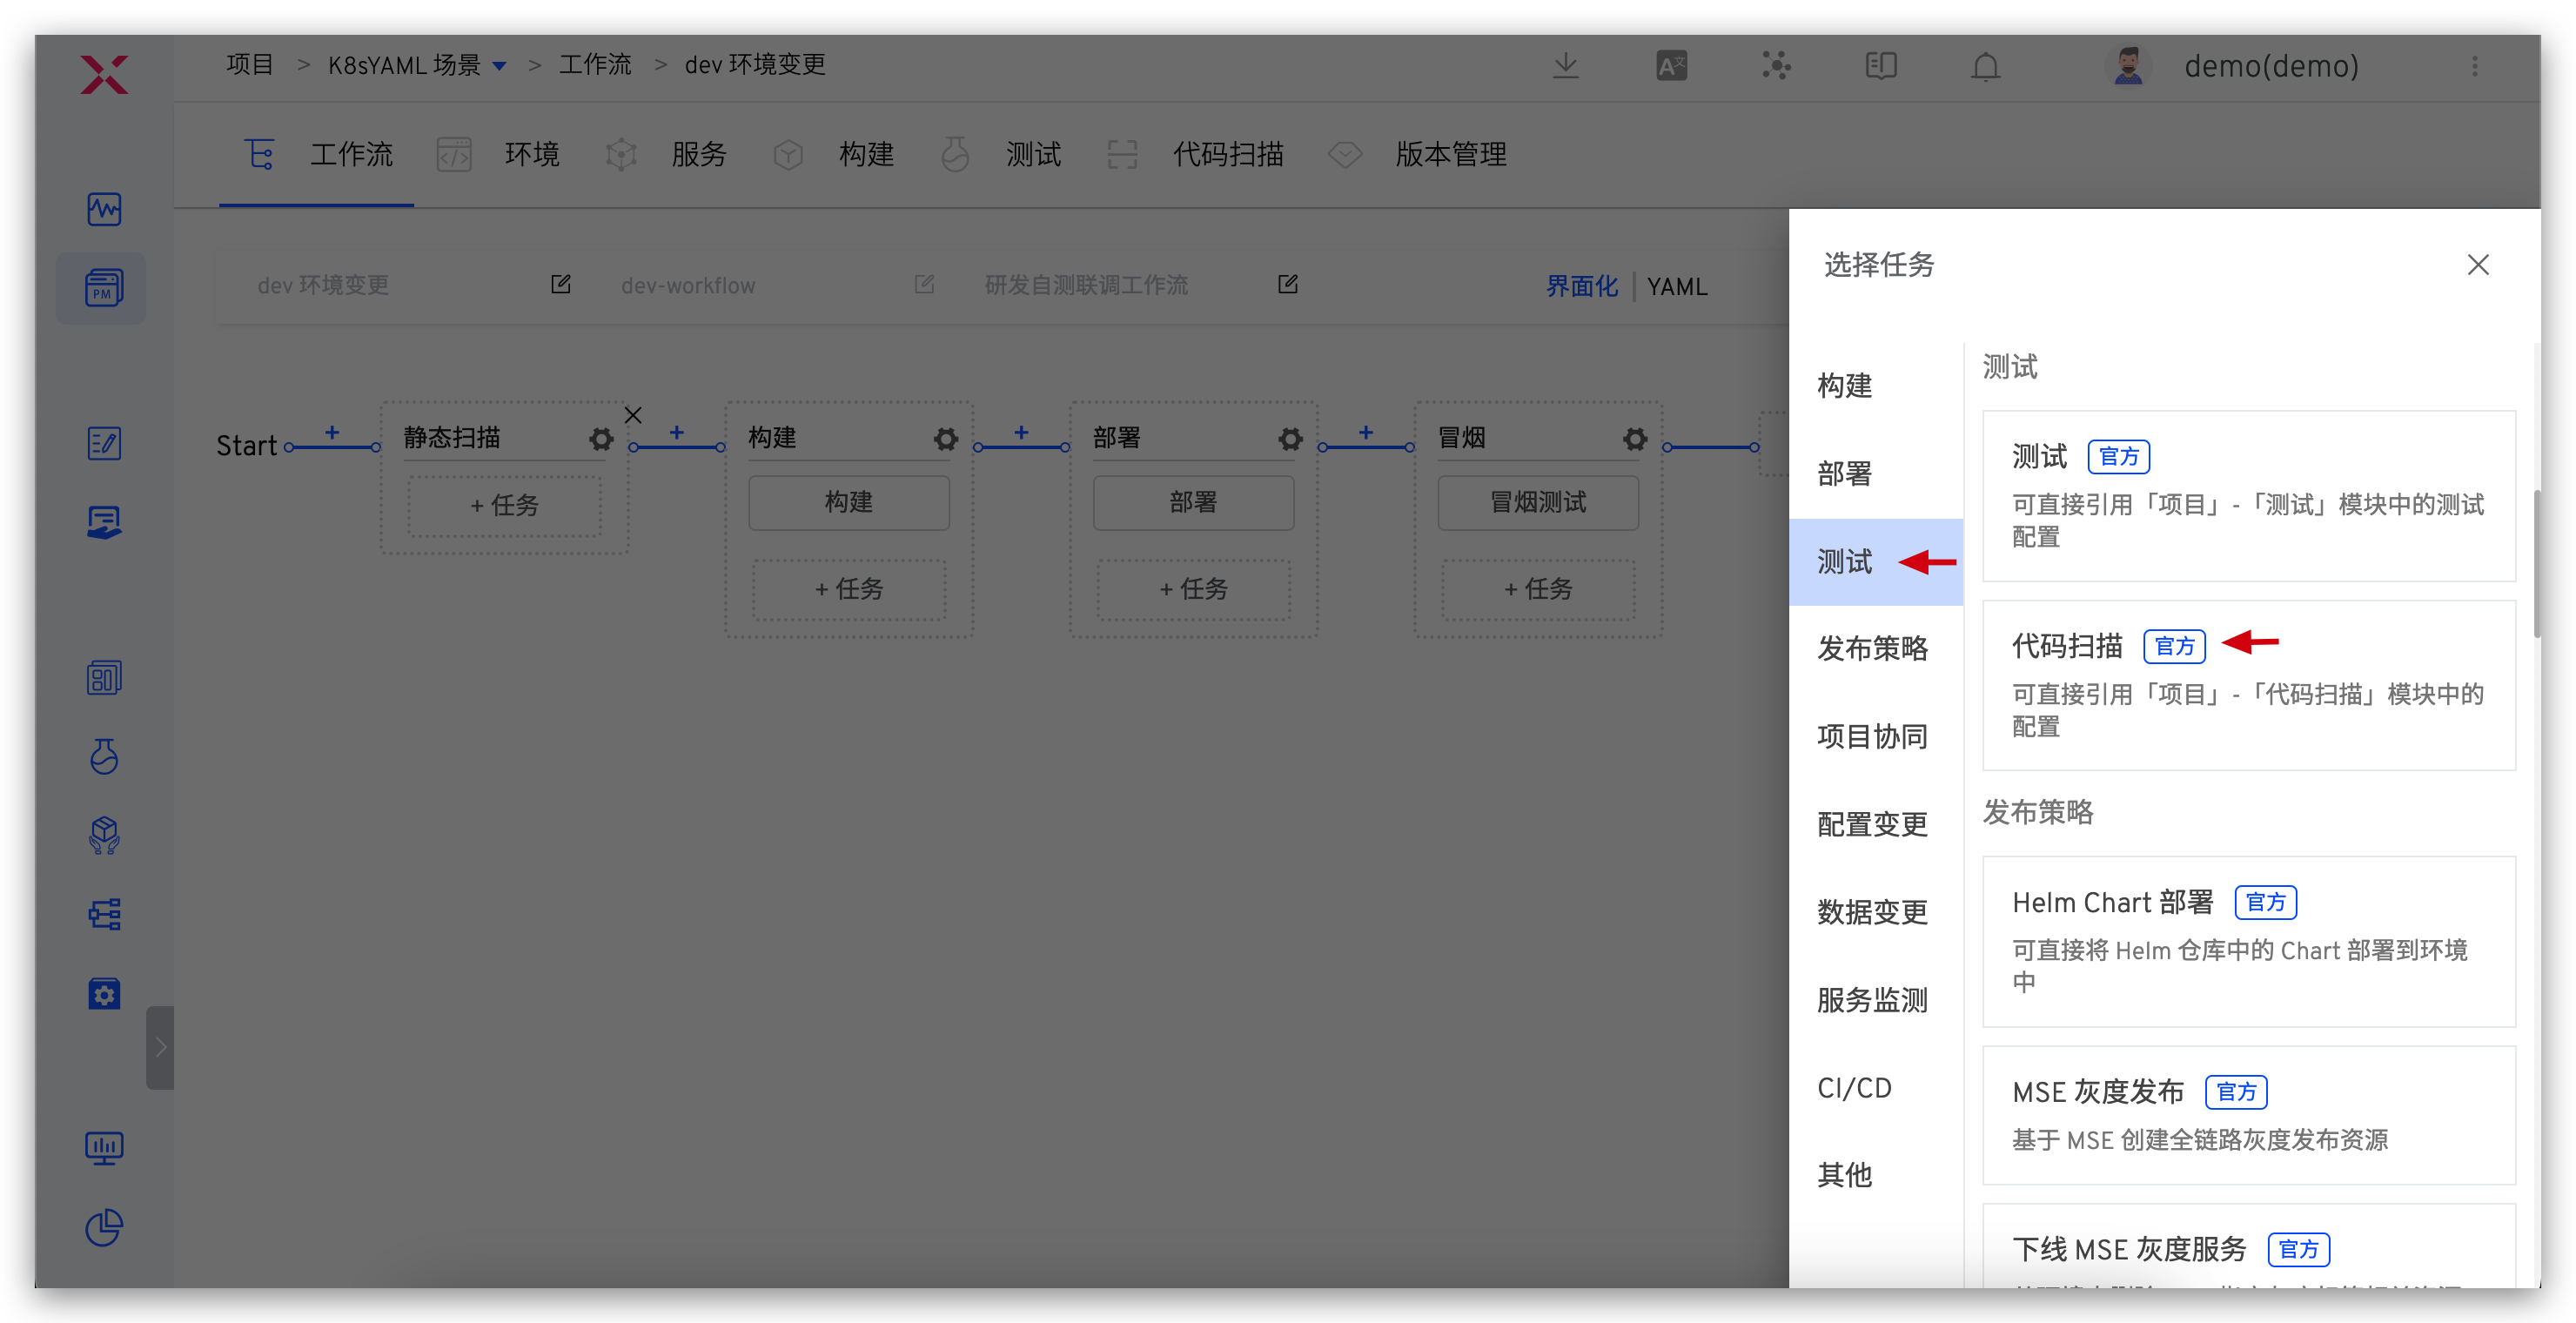 项目 > K8sYAML 场景 > 工作流 > dev 环境变更
demo(demo)
工作流 环境 服务 构建 测试 代码扫描 版本管理
PM
dev 环境变更 dev-workflow 研发自测联调工作流 界面化 | YAML
Start
静态扫描
+ 任务
构建
构建
+ 任务
部署
部署
+ 任务
冒烟
冒烟测试
+ 任务
选择任务
构建
部署
测试
发布策略
项目协同
配置变更
数据变更
服务监测
CI/CD
其他
测试
测试 官方
可直接引用「项目」-「测试」模块中的测试
配置
代码扫描 官方
可直接引用「项目」-「代码扫描」模块中的
配置
发布策略
Helm Chart 部署 官方
可直接将 Helm 仓库中的 Chart 部署到环境
中
MSE 灰度发布 官方
基于 MSE 创建全链路灰度发布资源
下线 MSE 灰度服务 官方